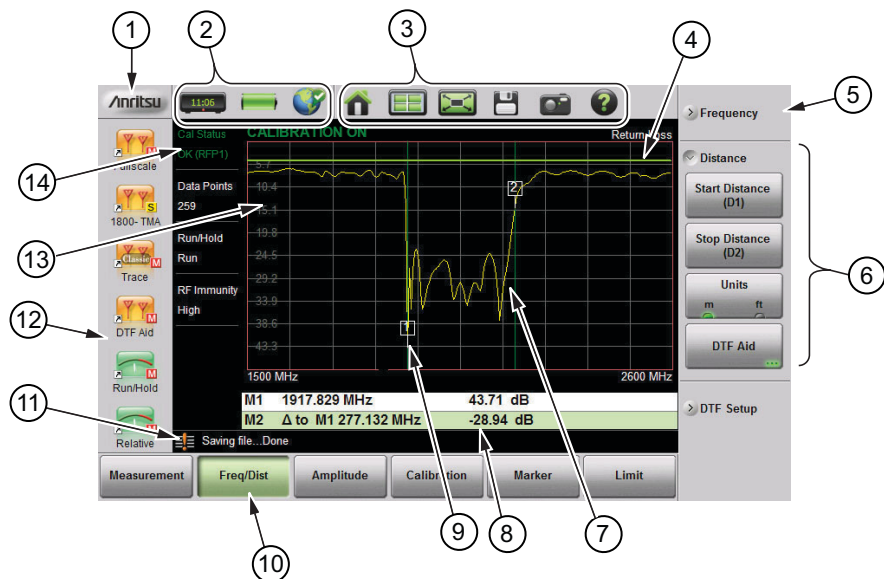 1
2
3
4
5
6
7
8
9
10
11
12
13
14
Anritsu
11:06
?
Cal Status
OK (RFP1)
CALIBRATION ON
Return Loss
Data Points
259
Run/Hold
Run
RF Immunity
High
5.7
10.4
15.1
19.8
24.5
29.2
33.9
38.6
43.3
1
2
1500 MHz
2600 MHz
M1 1917.829 MHz 43.71 dB
M2 Δ to M1 277.132 MHz -28.94 dB
Saving file...Done
Fullscale
M
1800- TMA
S
Classic
Trace
M
DTF Aid
M
Run/Hold
M
Relative
M
Frequency
Distance
Start Distance
(D1)
Stop Distance
(D2)
Units
m ft
DTF Aid
DTF Setup
Measurement
Freq/Dist
Amplitude
Calibration
Marker
Limit